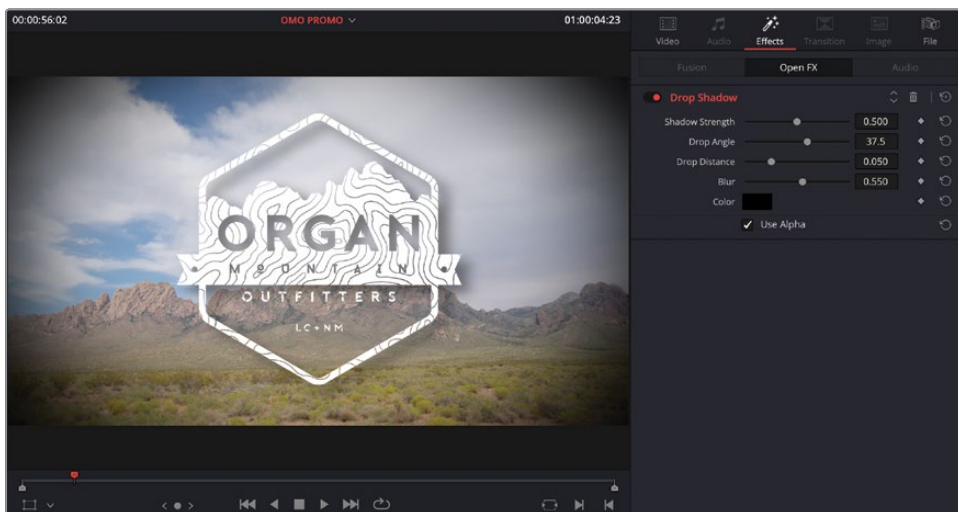 00:00:56:02
OMO PROMO
01:00:04:23
Video
Audio
Effects
Transition
Image
File
Fusion
Open FX
Audio
Drop Shadow
Shadow Strength 0.500
Drop Angle 37.5
Drop Distance 0.050
Blur 0.550
Color
Use Alpha
ORGAN
MOUNTAIN
OUTFITTERS
LC+NM